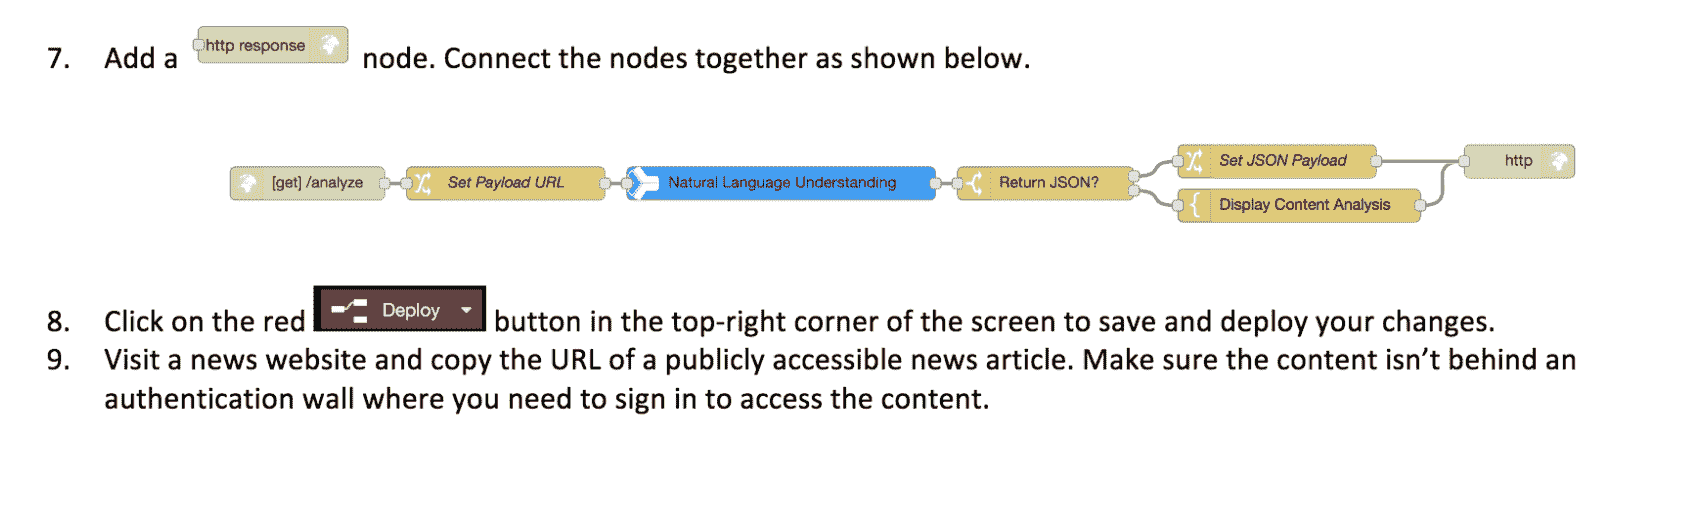 7. Add a http response node. Connect the nodes together as shown below.
[get] /analyze Set Payload URL Natural Language Understanding Return JSON? Set JSON Payload http
Display Content Analysis
8. Click on the red Deploy button in the top-right corner of the screen to save and deploy your changes.
9. Visit a news website and copy the URL of a publicly accessible news article. Make sure the content isn’t behind an
authentication wall where you need to sign in to access the content.